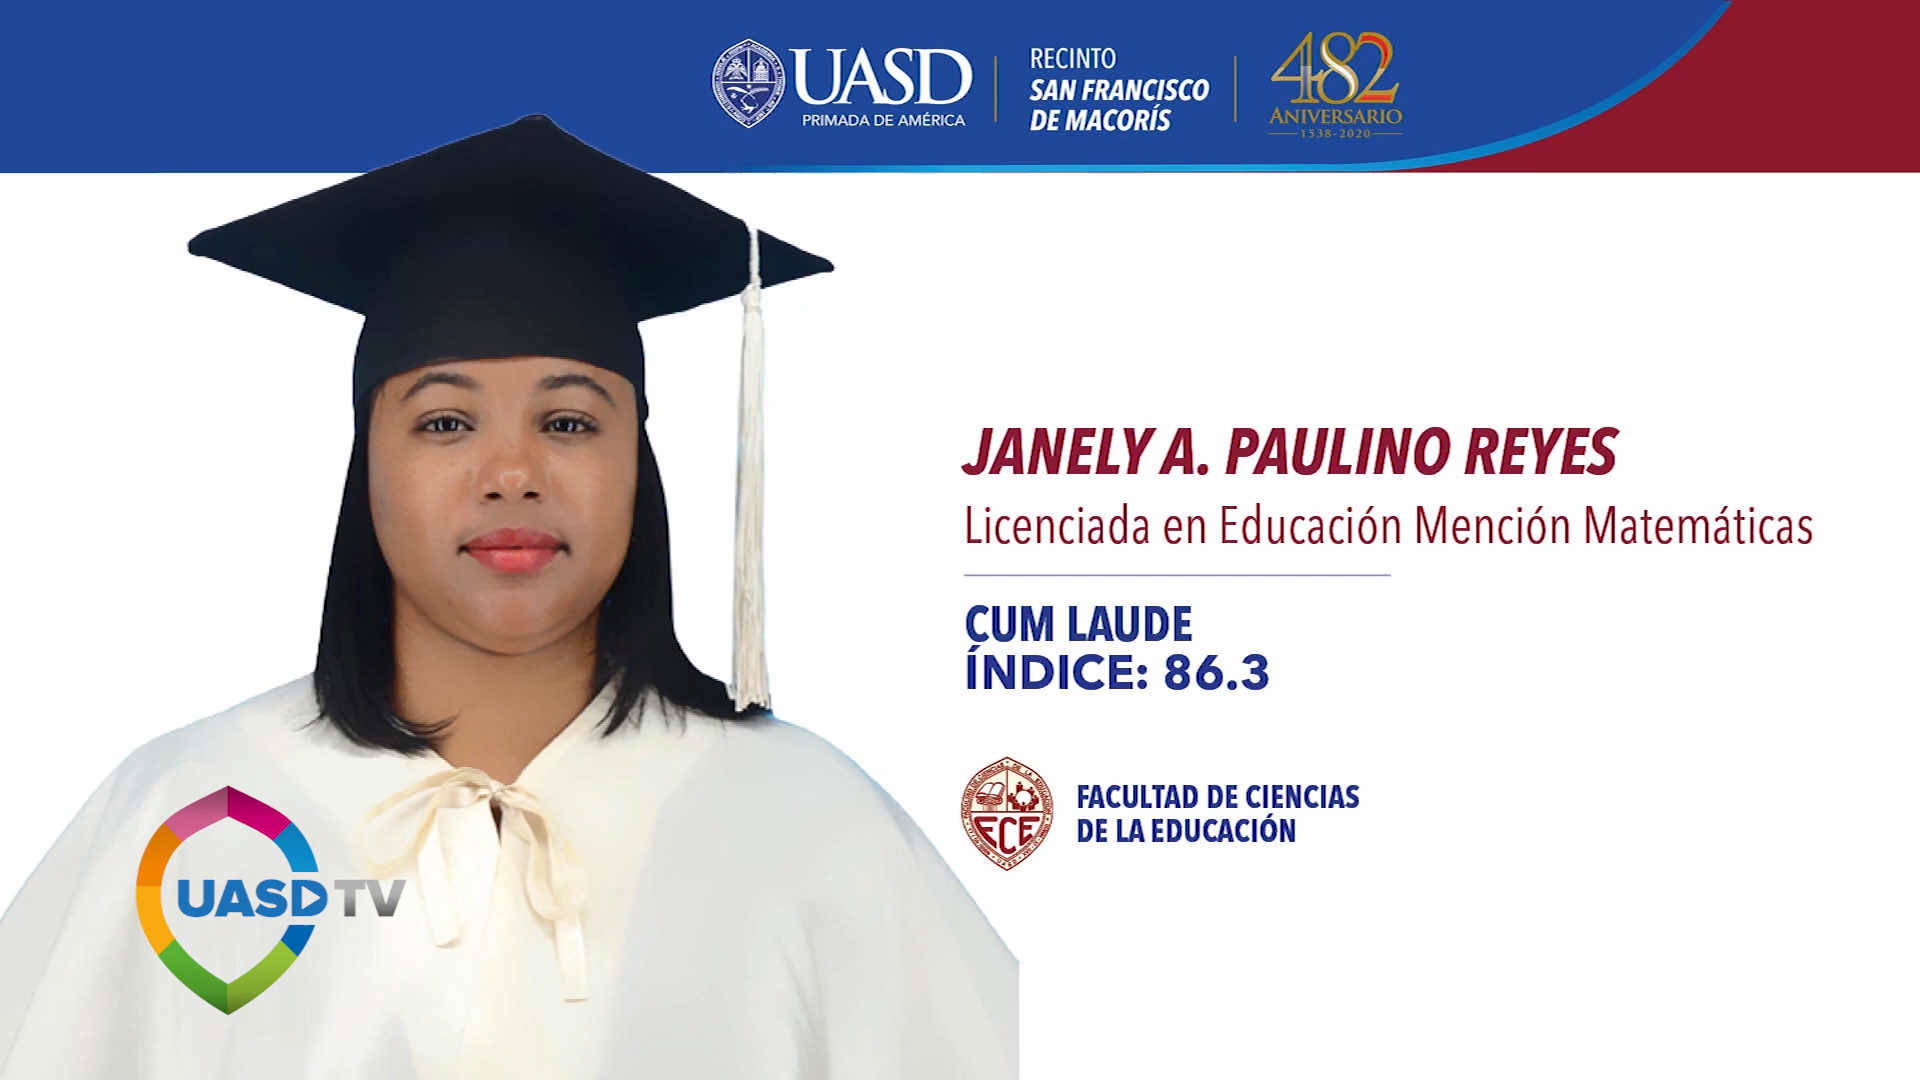 UASD
PRIMADA DE AMÉRICA
RECINTO
SAN FRANCISCO
DE MACORÍS
482
ANIVERSARIO
1538-2020
JANELY A. PAULINO REYES
Licenciada en Educación Mención Matemáticas
CUM LAUDE
ÍNDICE: 86.3
FCE
FACULTAD DE CIENCIAS
DE LA EDUCACIÓN
UASD TV